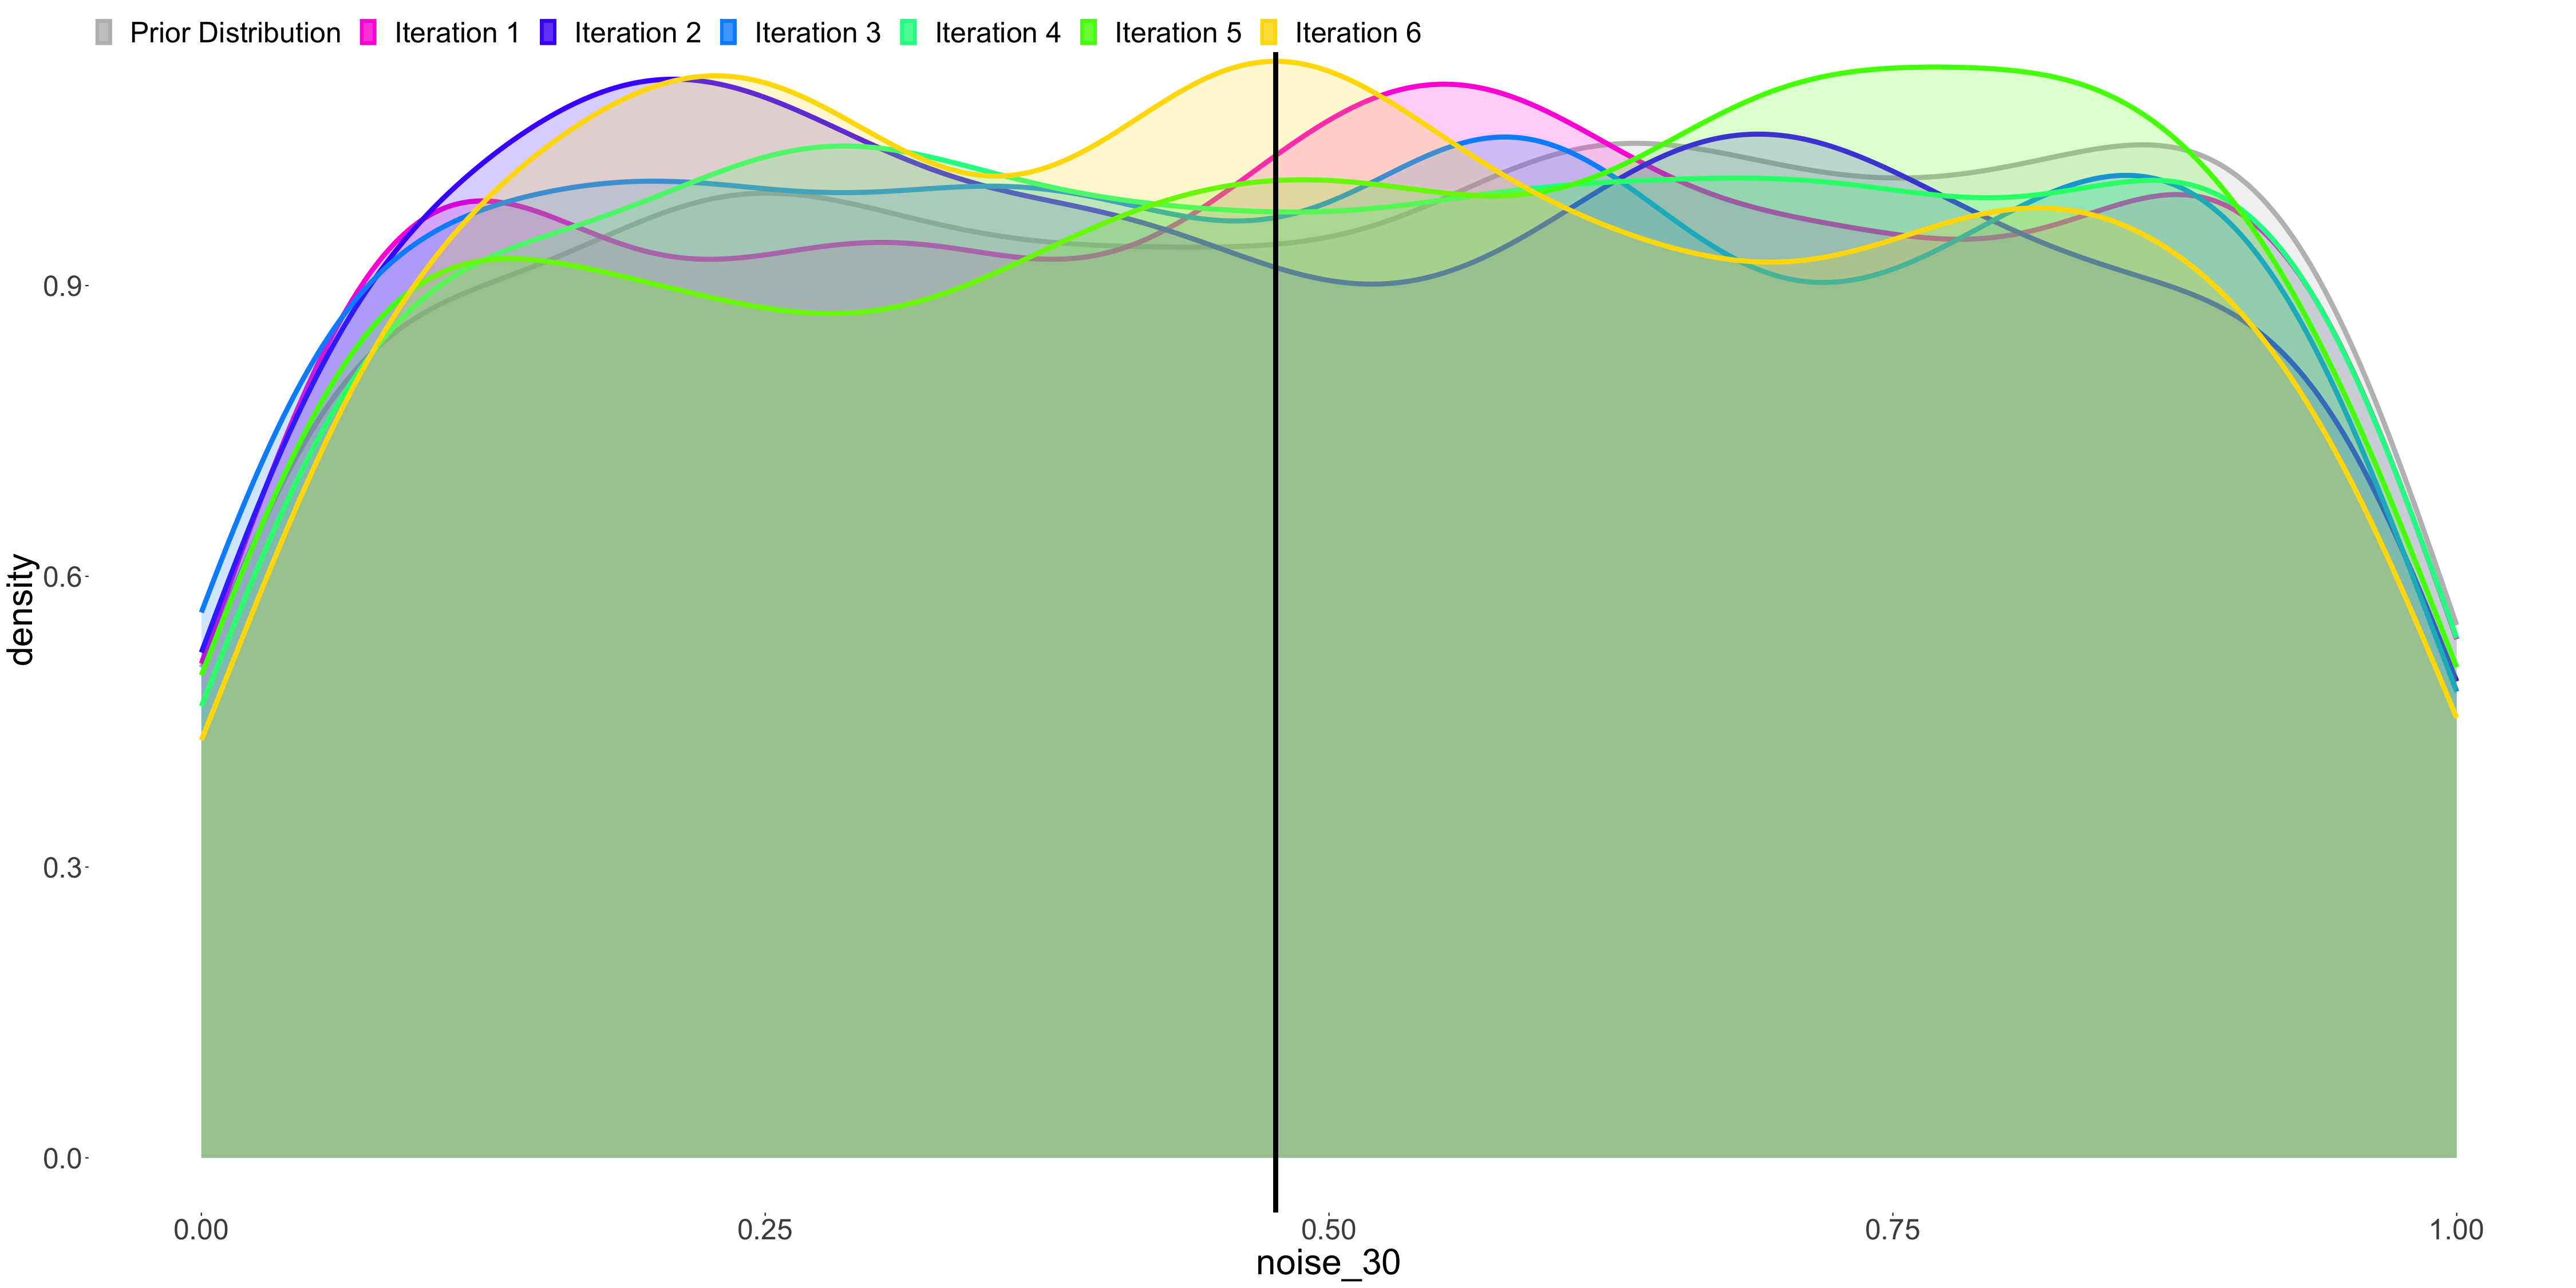 Prior Distribution Iteration 1 Iteration 2 Iteration 3 Iteration 4 Iteration 5 Iteration 6
density
0.9
0.6
0.3
0.0
0.00 0.25 0.50 0.75 1.00
noise_30